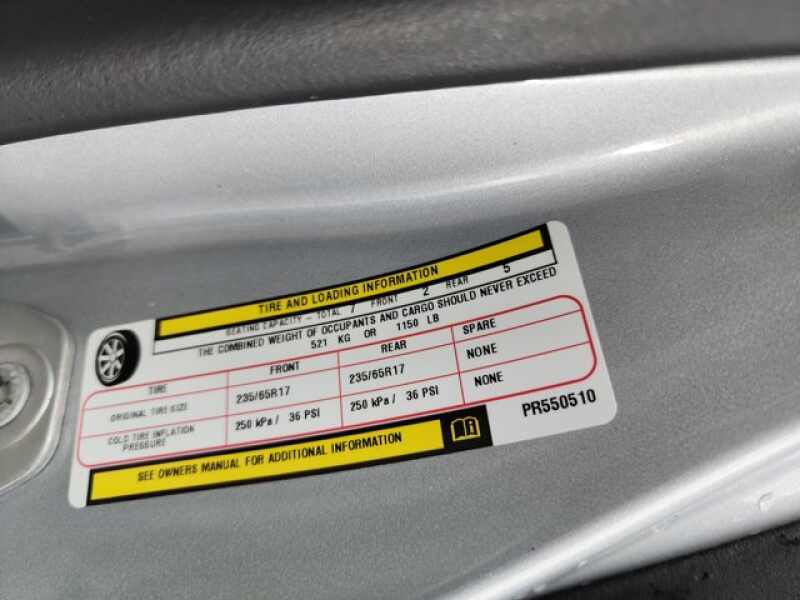 TIRE AND LOADING INFORMATION
SEATING CAPACITY - TOTAL 7 FRONT 2 REAR 5
THE COMBINED WEIGHT OF OCCUPANTS AND CARGO SHOULD NEVER EXCEED
521 KG OR 1150 LB
TIRE FRONT REAR SPARE
ORIGINAL TIRE SIZE 235/65R17 235/65R17 NONE
COLD TIRE INFLATION PRESSURE 250 kPa / 36 PSI 250 kPa / 36 PSI NONE
SEE OWNERS MANUAL FOR ADDITIONAL INFORMATION
PR550510